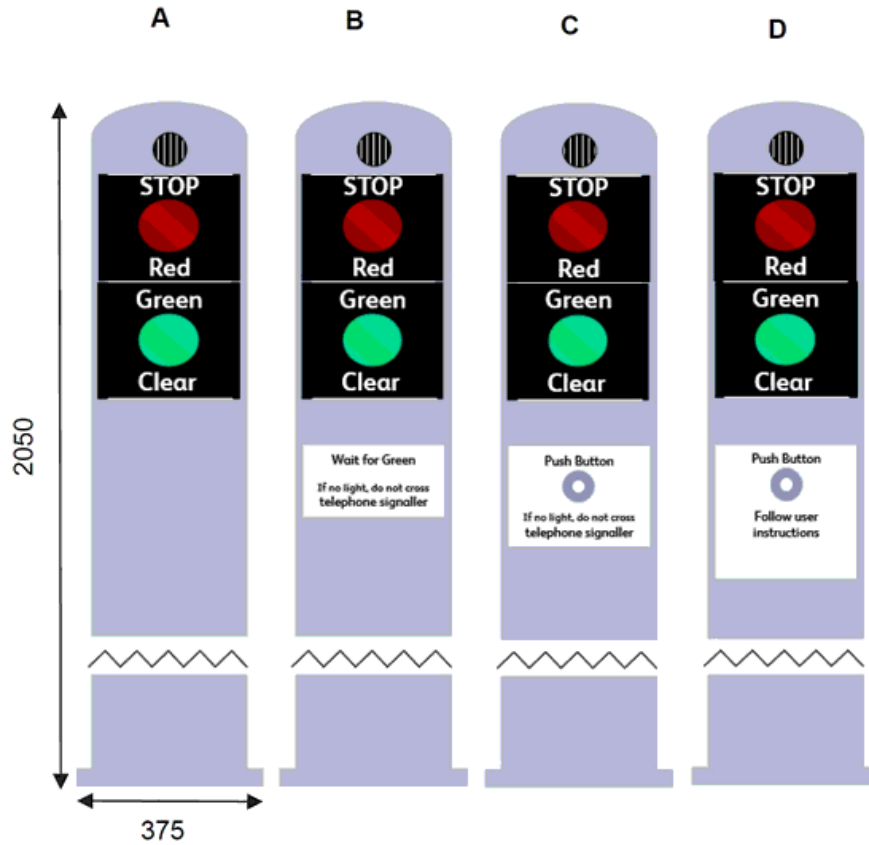 A
B
C
D
STOP
Red
Green
Clear
STOP
Red
Green
Clear
Wait for Green
If no light, do not cross
telephone signaller
STOP
Red
Green
Clear
Push Button
If no light, do not cross
telephone signaller
STOP
Red
Green
Clear
Push Button
Follow user
instructions
2050
375